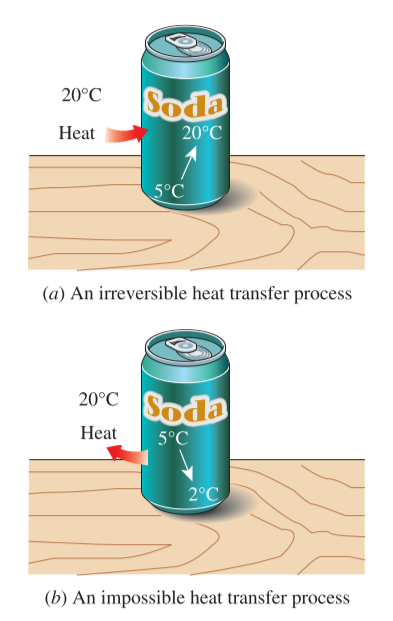 20°C
Soda
Heat
20°C
5°C
(a) An irreversible heat transfer process
20°C
Soda
Heat
5°C
2°C
(b) An impossible heat transfer process